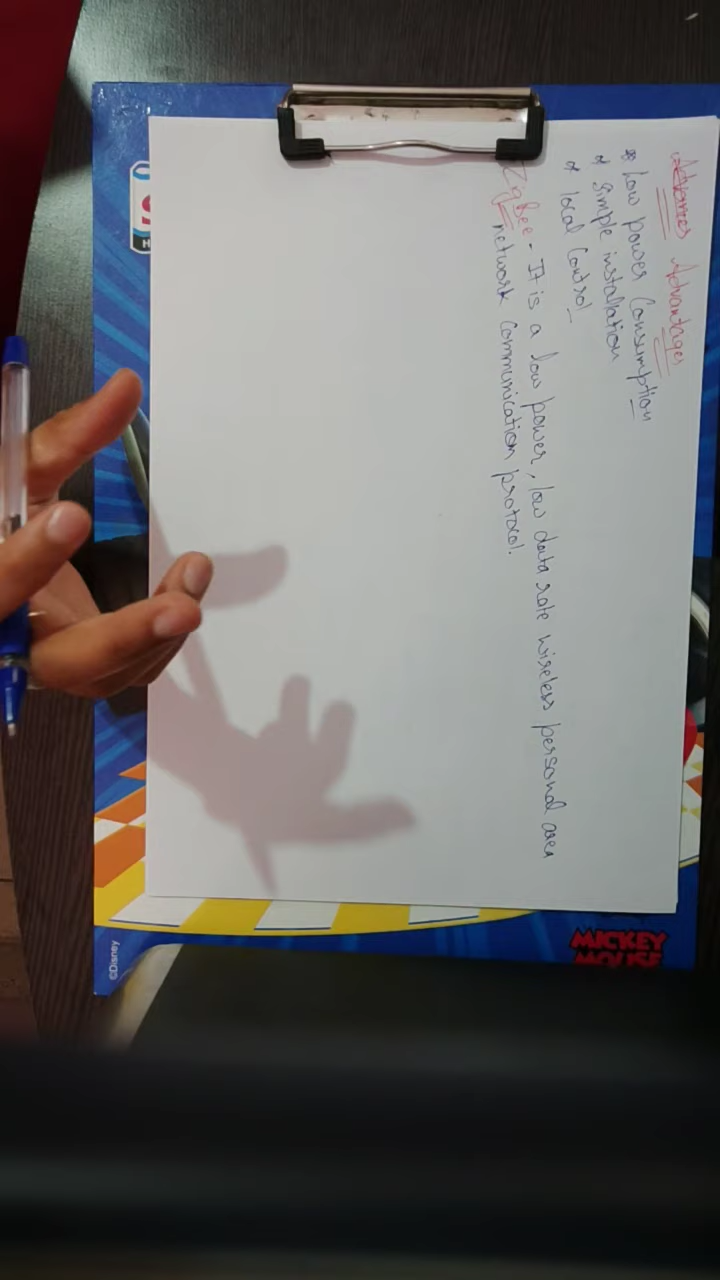 Advantages
* Low power Consumption
* simple installation
* local Control
ZigBee - It is a low power, low data rate wireless personal area
network communication protocol.
MICKEY
MOUSE
©Disney